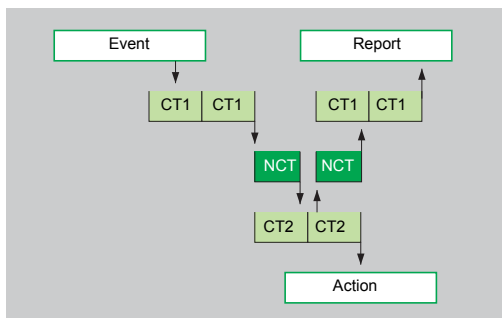 Event Report
CT1 CT1 CT1 CT1
NCT NCT
CT2 CT2
Action